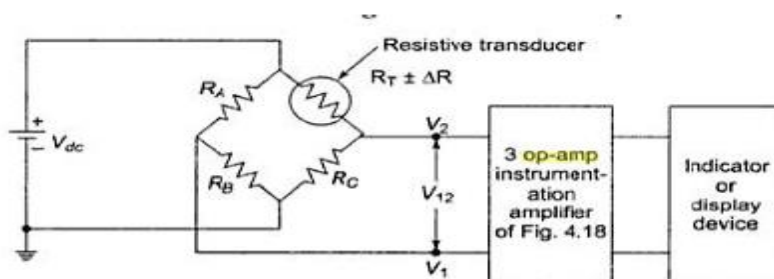 Resistive transducer
R_T ± ΔR
R_A
+
−
V_dc
R_B
R_C
V_2
V_12
V_1
3 op-amp
instrument-
ation
amplifier
of Fig. 4.18
Indicator
or
display
device